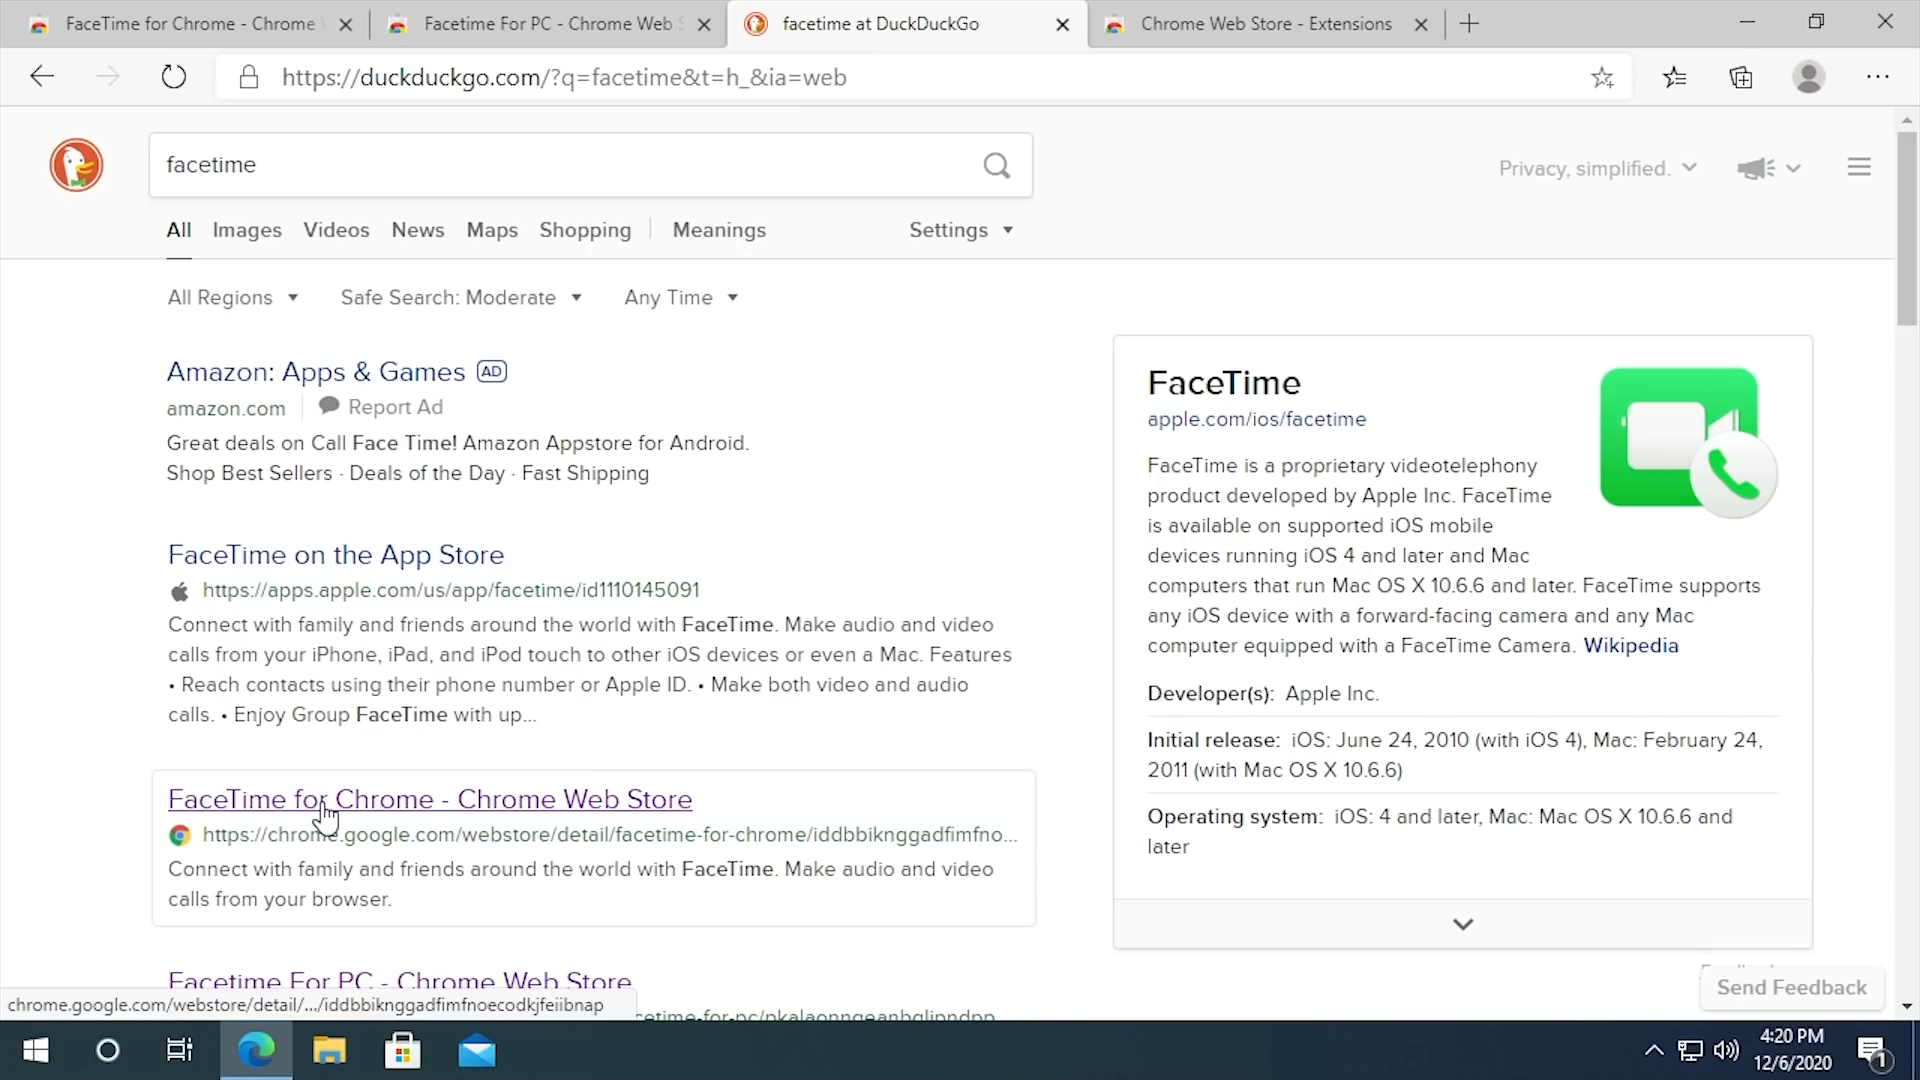 FaceTime for Chrome - Chrome
Facetime For PC - Chrome Web S
facetime at DuckDuckGo
Chrome Web Store - Extensions
https://duckduckgo.com/?q=facetime&t=h_&ia=web
facetime
Privacy, simplified.
All Images Videos News Maps Shopping Meanings Settings
All Regions Safe Search: Moderate Any Time
Amazon: Apps & Games AD
amazon.com Report Ad
Great deals on Call Face Time! Amazon Appstore for Android.
Shop Best Sellers · Deals of the Day · Fast Shipping
FaceTime on the App Store
https://apps.apple.com/us/app/facetime/id1110145091
Connect with family and friends around the world with FaceTime. Make audio and video
calls from your iPhone, iPad, and iPod touch to other iOS devices or even a Mac. Features
• Reach contacts using their phone number or Apple ID. • Make both video and audio
calls. • Enjoy Group FaceTime with up...
FaceTime for Chrome - Chrome Web Store
https://chrome.google.com/webstore/detail/facetime-for-chrome/iddbbiknggadfimfno...
Connect with family and friends around the world with FaceTime. Make audio and video
calls from your browser.
Facetime For PC - Chrome Web Store
chrome.google.com/webstore/detail/.../iddbbiknggadfimfnoecodkjfeiibnap
FaceTime
apple.com/ios/facetime
FaceTime is a proprietary videotelephony
product developed by Apple Inc. FaceTime
is available on supported iOS mobile
devices running iOS 4 and later and Mac
computers that run Mac OS X 10.6.6 and later. FaceTime supports
any iOS device with a forward-facing camera and any Mac
computer equipped with a FaceTime Camera. Wikipedia
Developer(s): Apple Inc.
Initial release: iOS: June 24, 2010 (with iOS 4), Mac: February 24,
2011 (with Mac OS X 10.6.6)
Operating system: iOS: 4 and later, Mac: Mac OS X 10.6.6 and
later
Send Feedback
4:20 PM
12/6/2020
1